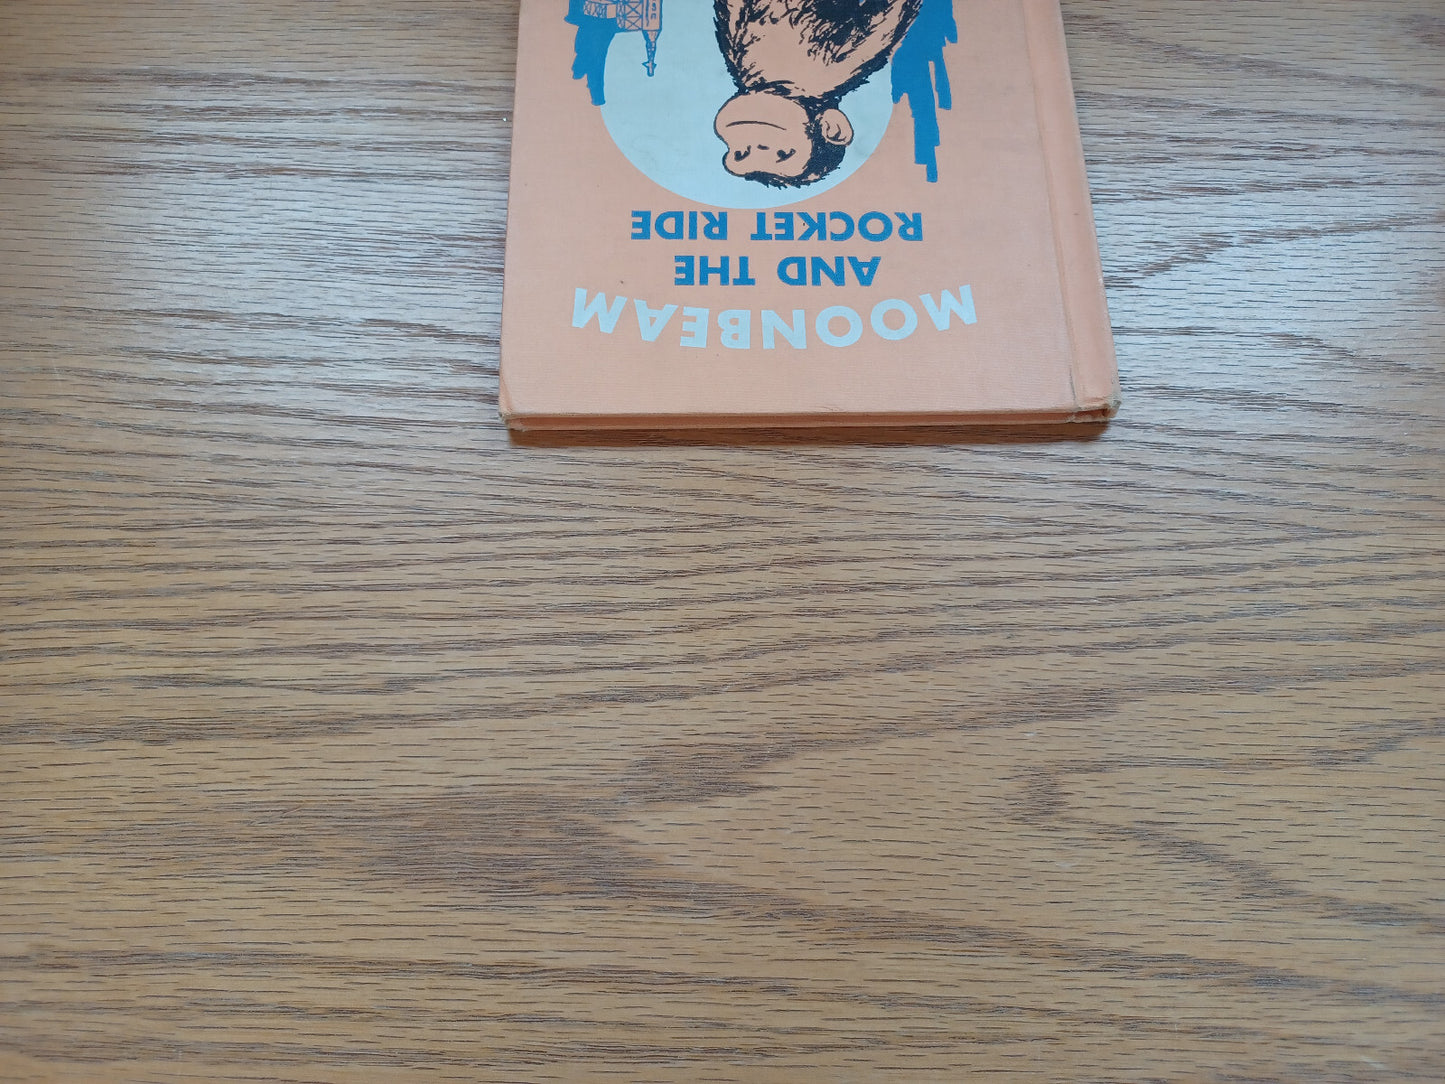 MOONBEAM
AND THE
ROCKET RIDE